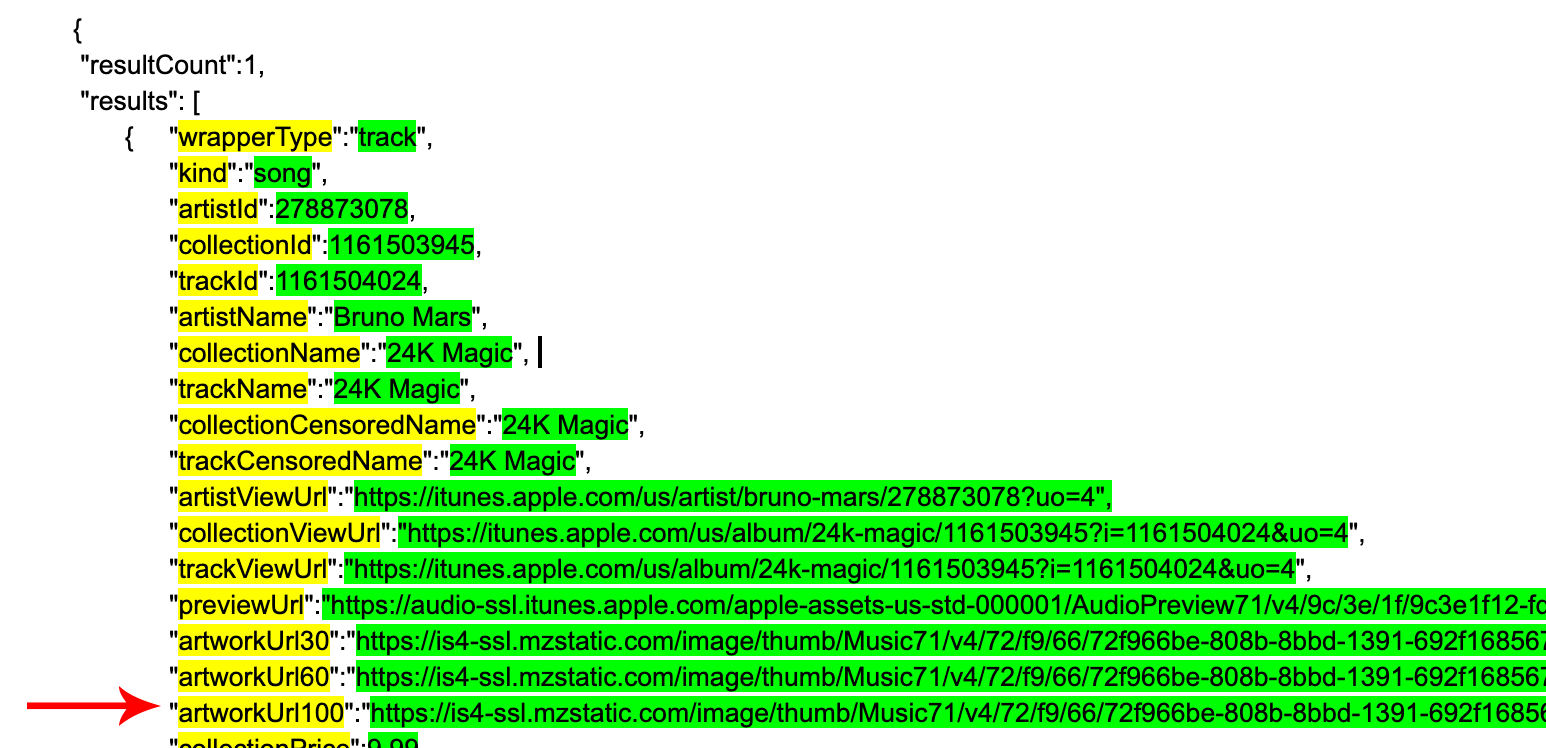 {
"resultCount":1,
"results": [
{ "wrapperType":"track",
"kind":"song",
"artistId":278873078,
"collectionId":1161503945,
"trackId":1161504024,
"artistName":"Bruno Mars",
"collectionName":"24K Magic",
"trackName":"24K Magic",
"collectionCensoredName":"24K Magic",
"trackCensoredName":"24K Magic",
"artistViewUrl":"https://itunes.apple.com/us/artist/bruno-mars/278873078?uo=4",
"collectionViewUrl":"https://itunes.apple.com/us/album/24k-magic/1161503945?i=1161504024&uo=4",
"trackViewUrl":"https://itunes.apple.com/us/album/24k-magic/1161503945?i=1161504024&uo=4",
"previewUrl":"https://audio-ssl.itunes.apple.com/apple-assets-us-std-000001/AudioPreview71/v4/9c/3e/1f/9c3e1f12-fc
"artworkUrl30":"https://is4-ssl.mzstatic.com/image/thumb/Music71/v4/72/f9/66/72f966be-808b-8bbd-1391-692f168567
"artworkUrl60":"https://is4-ssl.mzstatic.com/image/thumb/Music71/v4/72/f9/66/72f966be-808b-8bbd-1391-692f168567
"artworkUrl100":"https://is4-ssl.mzstatic.com/image/thumb/Music71/v4/72/f9/66/72f966be-808b-8bbd-1391-692f16856
"collectionPrice":9.99